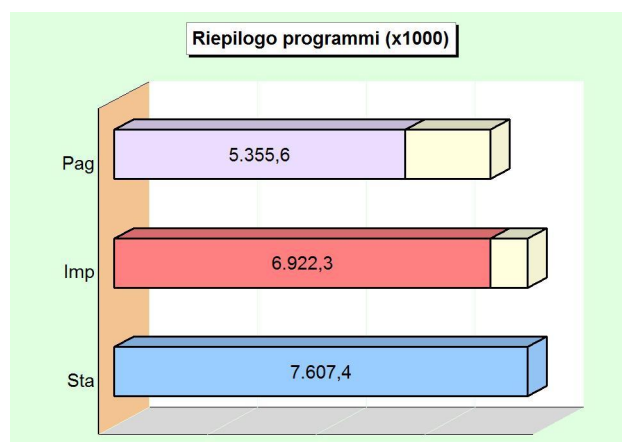 Riepilogo programmi (x1000)
Pag
5.355,6
Imp
6.922,3
Sta
7.607,4